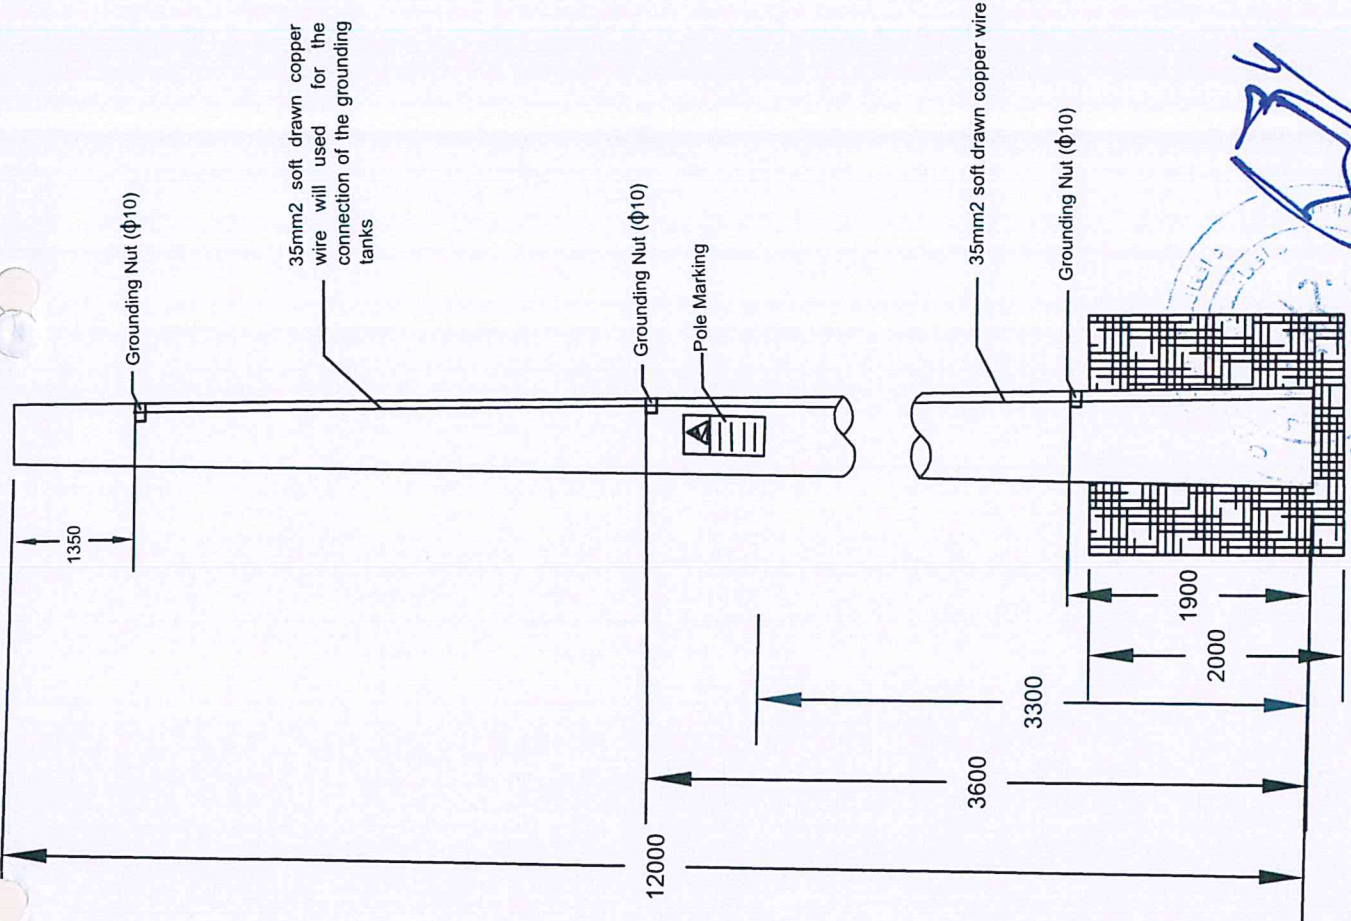 1350
Grounding Nut (ϕ10)
35mm2 soft drawn copper
wire will used for the
connection of the grounding
tanks
Grounding Nut (ϕ10)
Pole Marking
35mm2 soft drawn copper wire
Grounding Nut (ϕ10)
1900
2000
3300
3600
12000